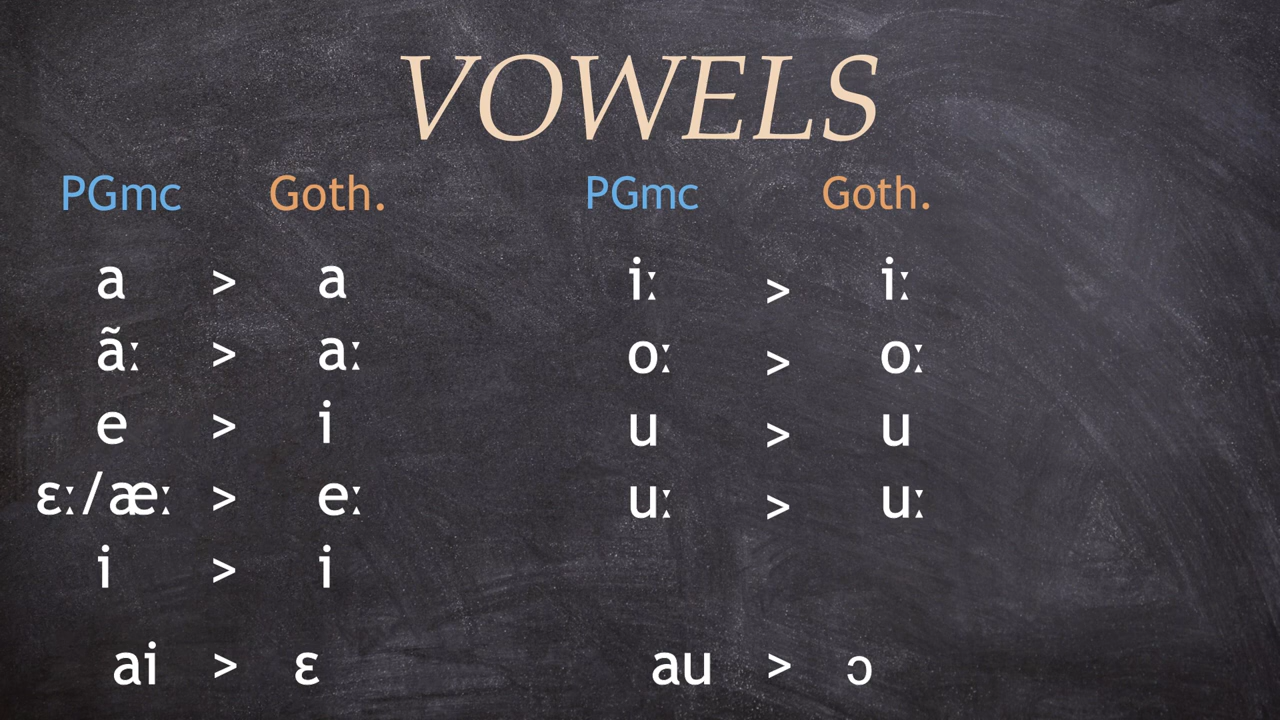 VOWELS
PGmc Goth. PGmc Goth.
a > a iː > iː
ãː > aː oː > oː
e > i u > u
ɛː/æː > eː uː > uː
i > i
ai > ɛ au > ɔ